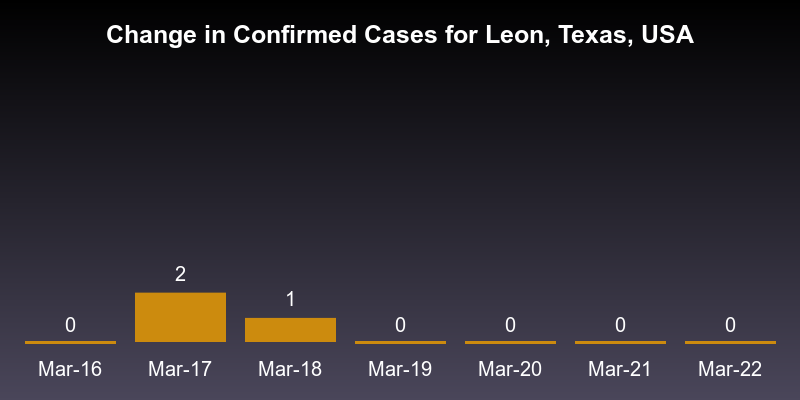 Change in Confirmed Cases for Leon, Texas, USA
0 2 1 0 0 0 0
Mar-16 Mar-17 Mar-18 Mar-19 Mar-20 Mar-21 Mar-22